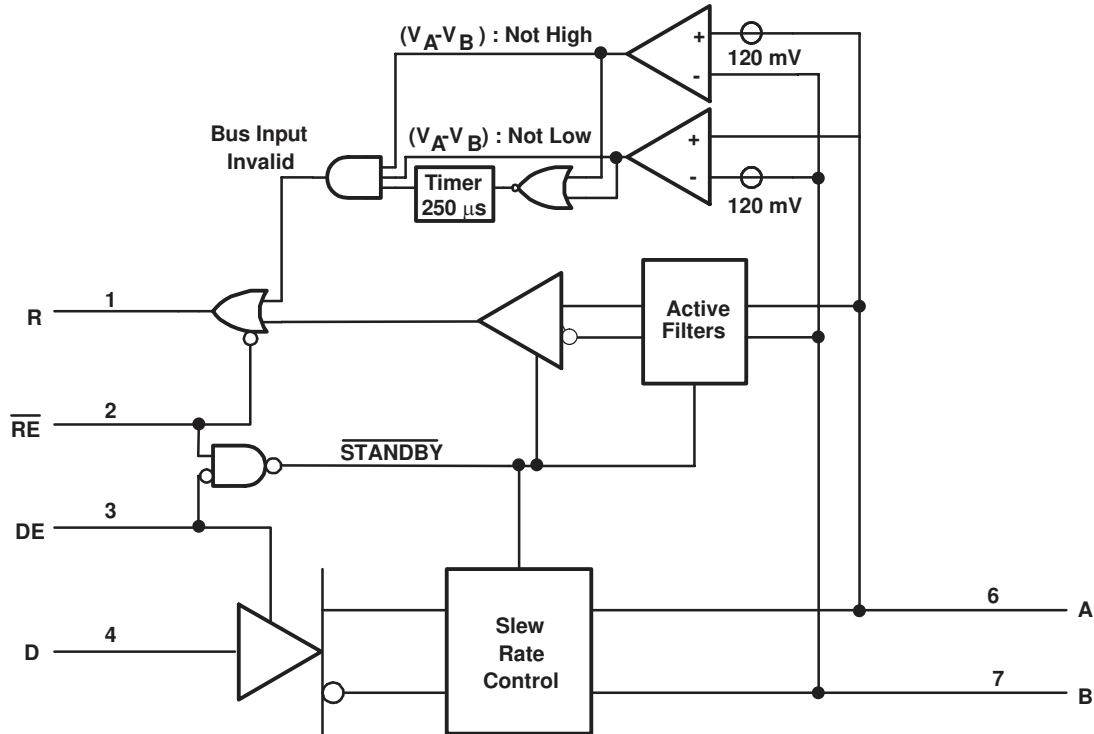 (VA-VB) : Not High
+
-
120 mV
Bus Input
Invalid
(VA-VB) : Not Low
+
-
120 mV
Timer
250 μs
R
1
Active
Filters
RE
2
STANDBY
DE
3
D
4
Slew
Rate
Control
6
A
7
B